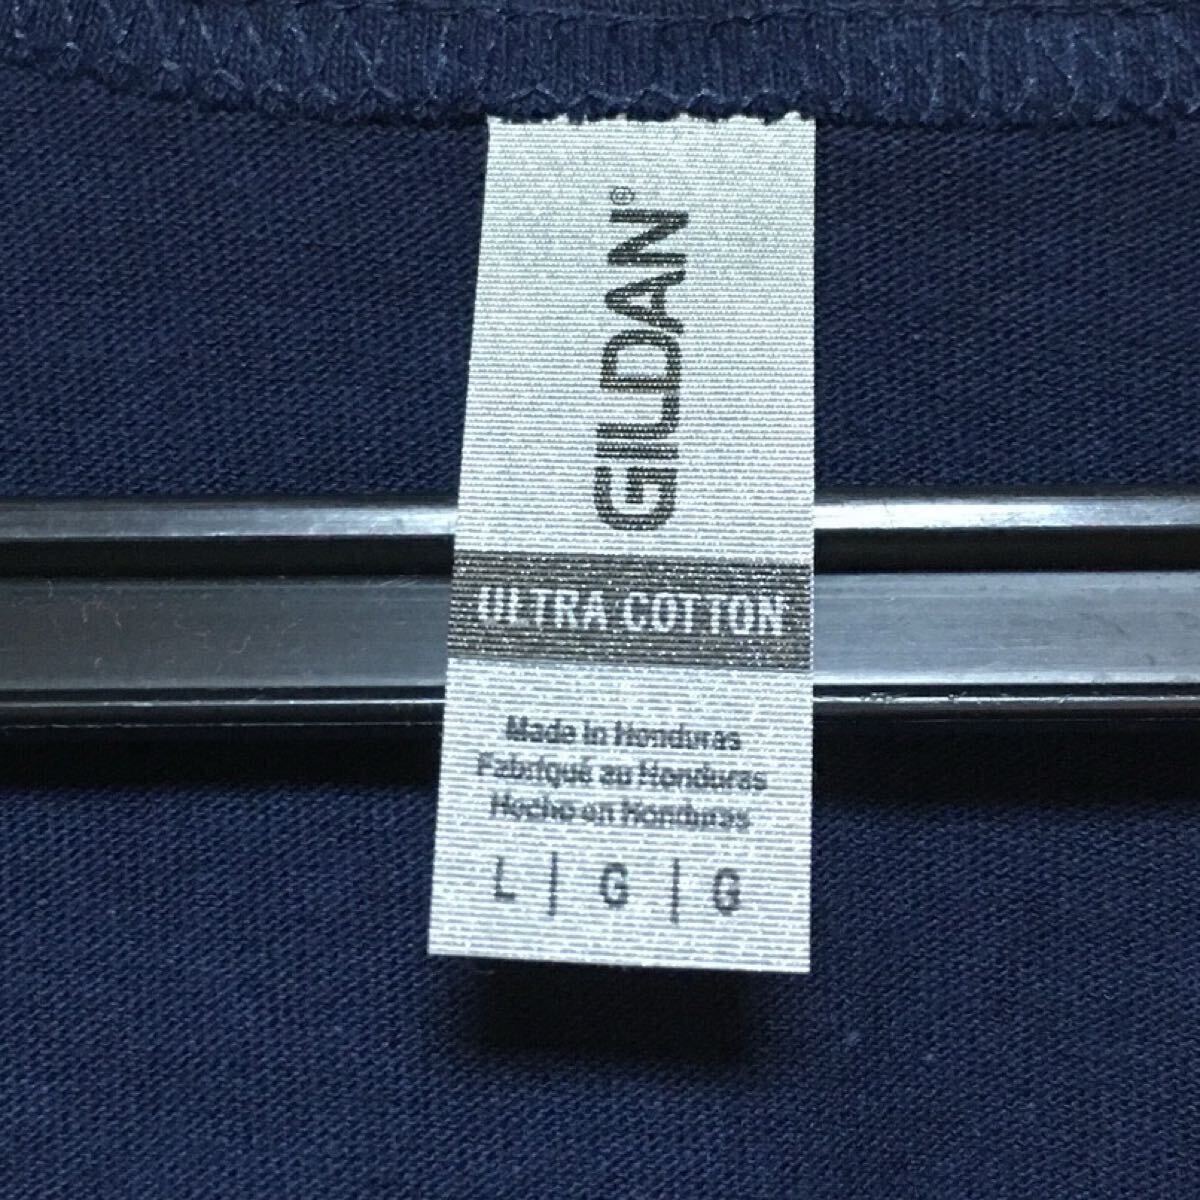 GILDAN®
ULTRA COTTON
Made in Honduras
Fabriqué au Honduras
Hecho en Honduras
L | G | G